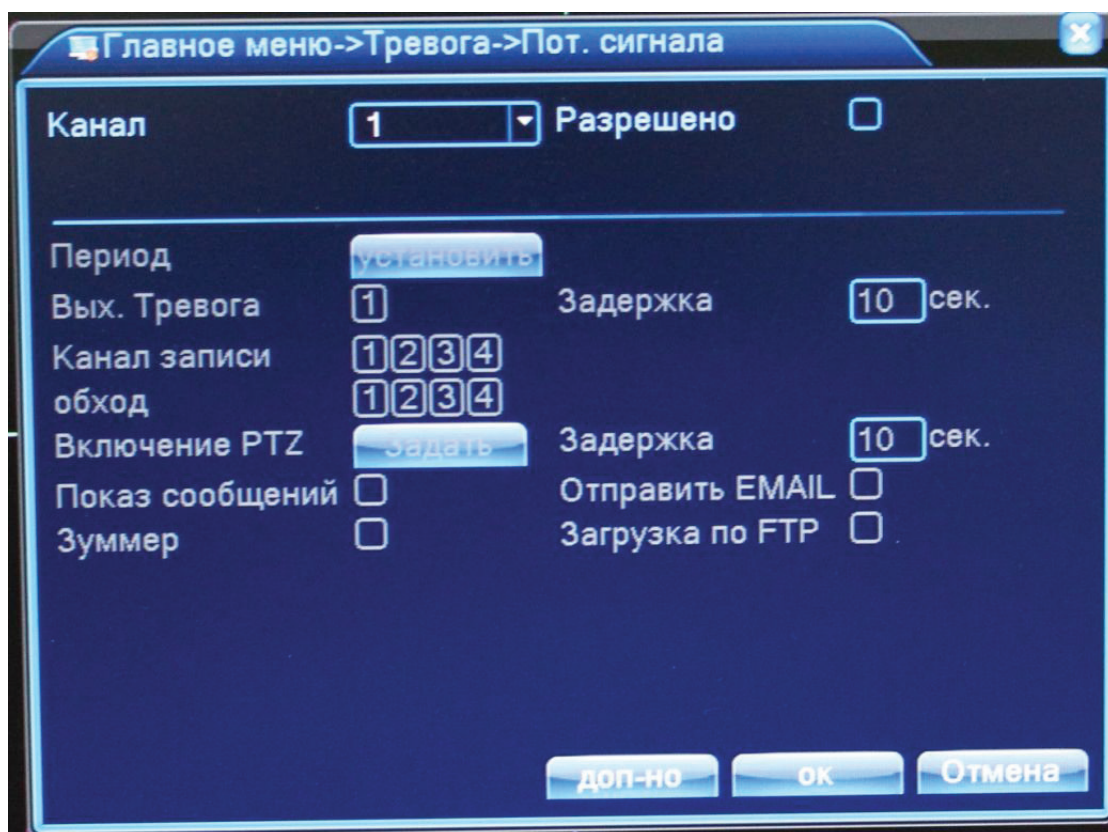 Главное меню->Тревога->Пот. сигнала
Канал 1 Разрешено
Период установить
Вых. Тревога 1 Задержка 10 сек.
Канал записи 1 2 3 4
обход 1 2 3 4
Включение PTZ Задать Задержка 10 сек.
Показ сообщений Отправить EMAIL
Зуммер Загрузка по FTP
доп-но ок Отмена